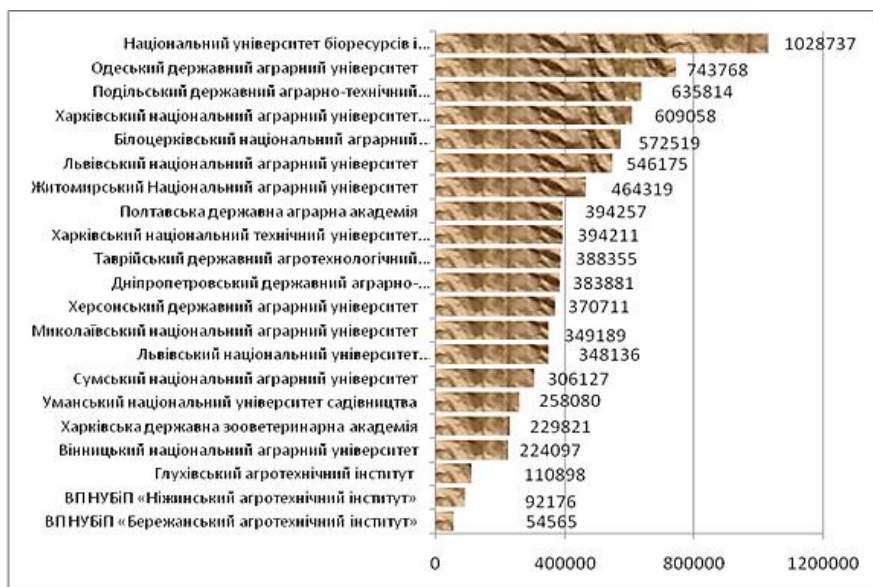 Національний університет біоресурсів і... 1028737
Одеський державний аграрний університет 743768
Подільський державний аграрно-технічний... 635814
Харківський національний аграрний університет... 609058
Білоцерківський національний аграрний... 572519
Львівський національний аграрний університет 546175
Житомирський Національний аграрний університет 464319
Полтавська державна аграрна академія 394257
Харківський національний технічний університет... 394211
Таврійський державний агротехнологічний... 388355
Дніпропетровський державний аграрно-... 383881
Херсонський державний аграрний університет 370711
Миколаївський національний аграрний університет 349189
Львівський національний університет... 348136
Сумський національний аграрний університет 306127
Уманський національний університет садівництва 258080
Харківська державна зооветеринарна академія 229821
Вінницький національний аграрний університет 224097
Глухівський агротехнічний інститут 110898
ВП НУБіП «Ніжинський агротехнічний інститут» 92176
ВП НУБіП «Бережанський агротехнічний інститут» 54565
0 400000 800000 1200000